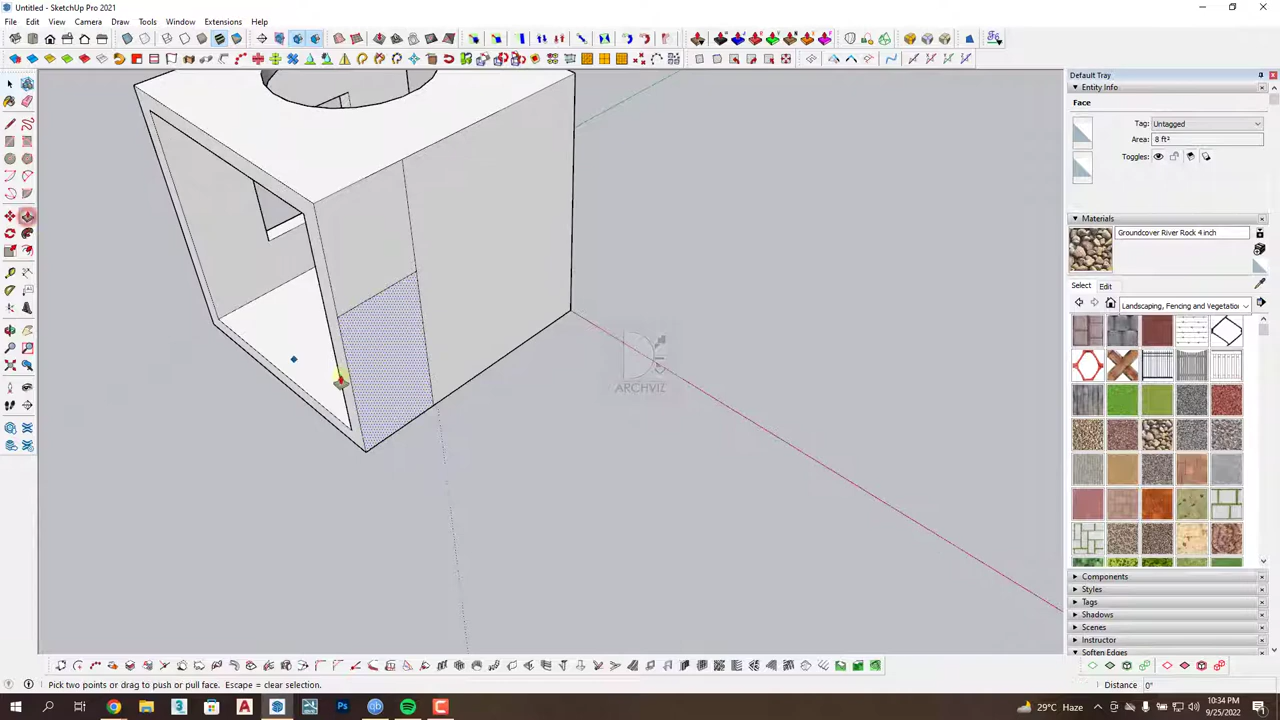 Untitled - SketchUp Pro 2021
File Edit View Camera Draw Tools Window Extensions Help
Default Tray
Entity Info
Face
Tag: Untagged
Area: 8 ft²
Toggles:
Materials
Groundcover River Rock 4 inch
Select Edit
Landscaping, Fencing and Vegetation
ARCHVIZ
Components
Styles
Tags
Shadows
Scenes
Instructor
Soften Edges
Pick two points or drag to push or pull face. Escape = clear selection.
Distance 0"
29°C Haze
10:34 PM
9/25/2022